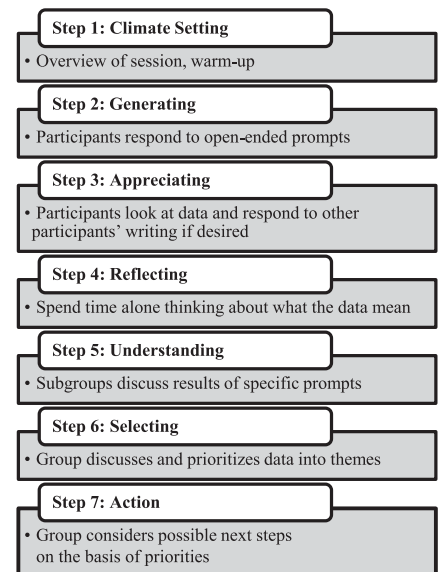 Step 1: Climate Setting
• Overview of session, warm-up
Step 2: Generating
• Participants respond to open-ended prompts
Step 3: Appreciating
• Participants look at data and respond to other
participants’ writing if desired
Step 4: Reflecting
• Spend time alone thinking about what the data mean
Step 5: Understanding
• Subgroups discuss results of specific prompts
Step 6: Selecting
• Group discusses and prioritizes data into themes
Step 7: Action
• Group considers possible next steps
on the basis of priorities